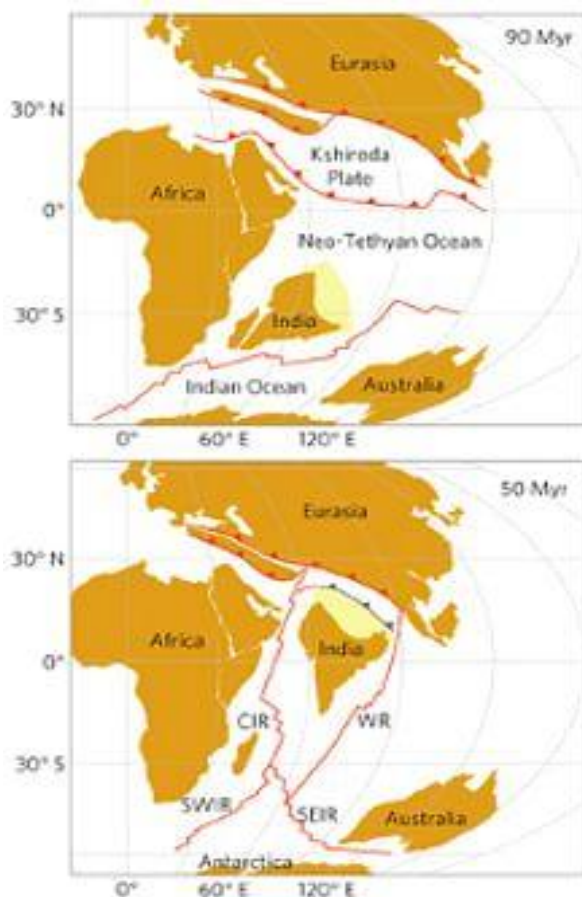 90 Myr
Eurasia
30° N
Kshiroda
Plate
Africa
0°
Neo-Tethyan Ocean
30° S
India
Indian Ocean
Australia
0° 60° E 120° E
50 Myr
Eurasia
30° N
Africa
India
0°
CIR
WR
30° S
SWIR
SEIR
Australia
Antarctica
0° 60° E 120° E